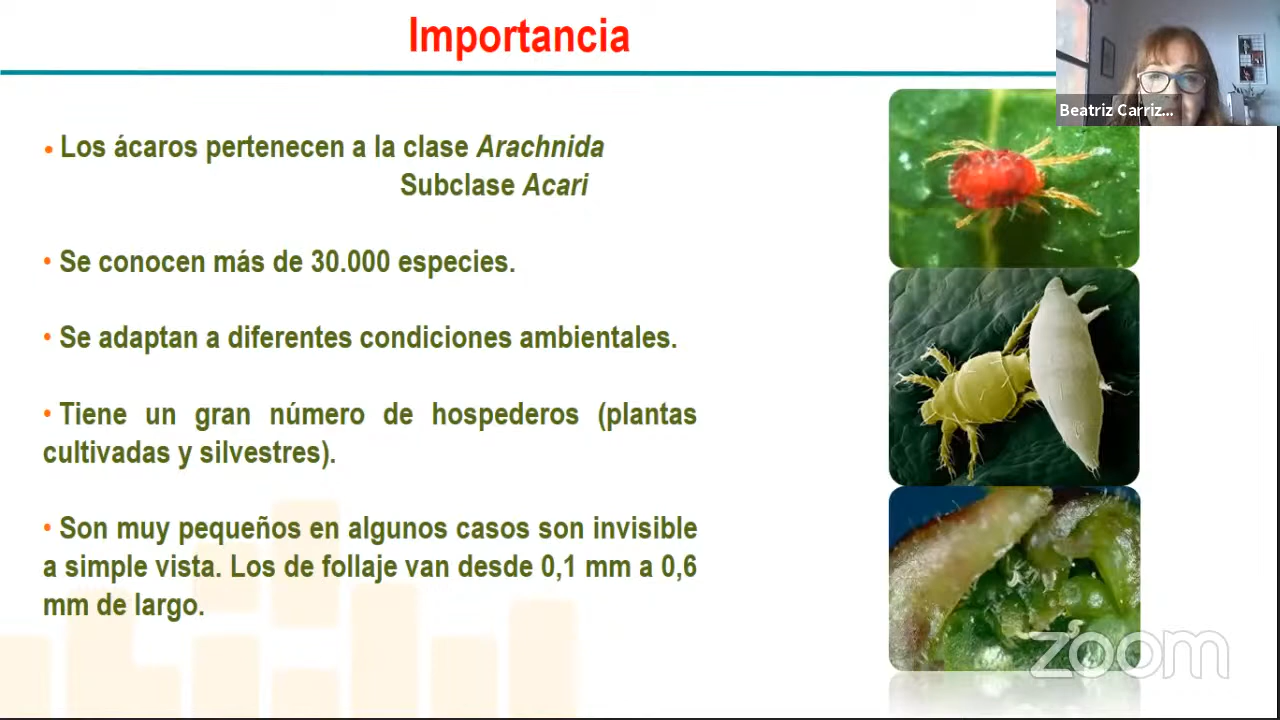 Importancia
Beatriz Carriz...
• Los ácaros pertenecen a la clase Arachnida
Subclase Acari
• Se conocen más de 30.000 especies.
• Se adaptan a diferentes condiciones ambientales.
• Tiene un gran número de hospederos (plantas
cultivadas y silvestres).
• Son muy pequeños en algunos casos son invisible
a simple vista. Los de follaje van desde 0,1 mm a 0,6
mm de largo.
zoom